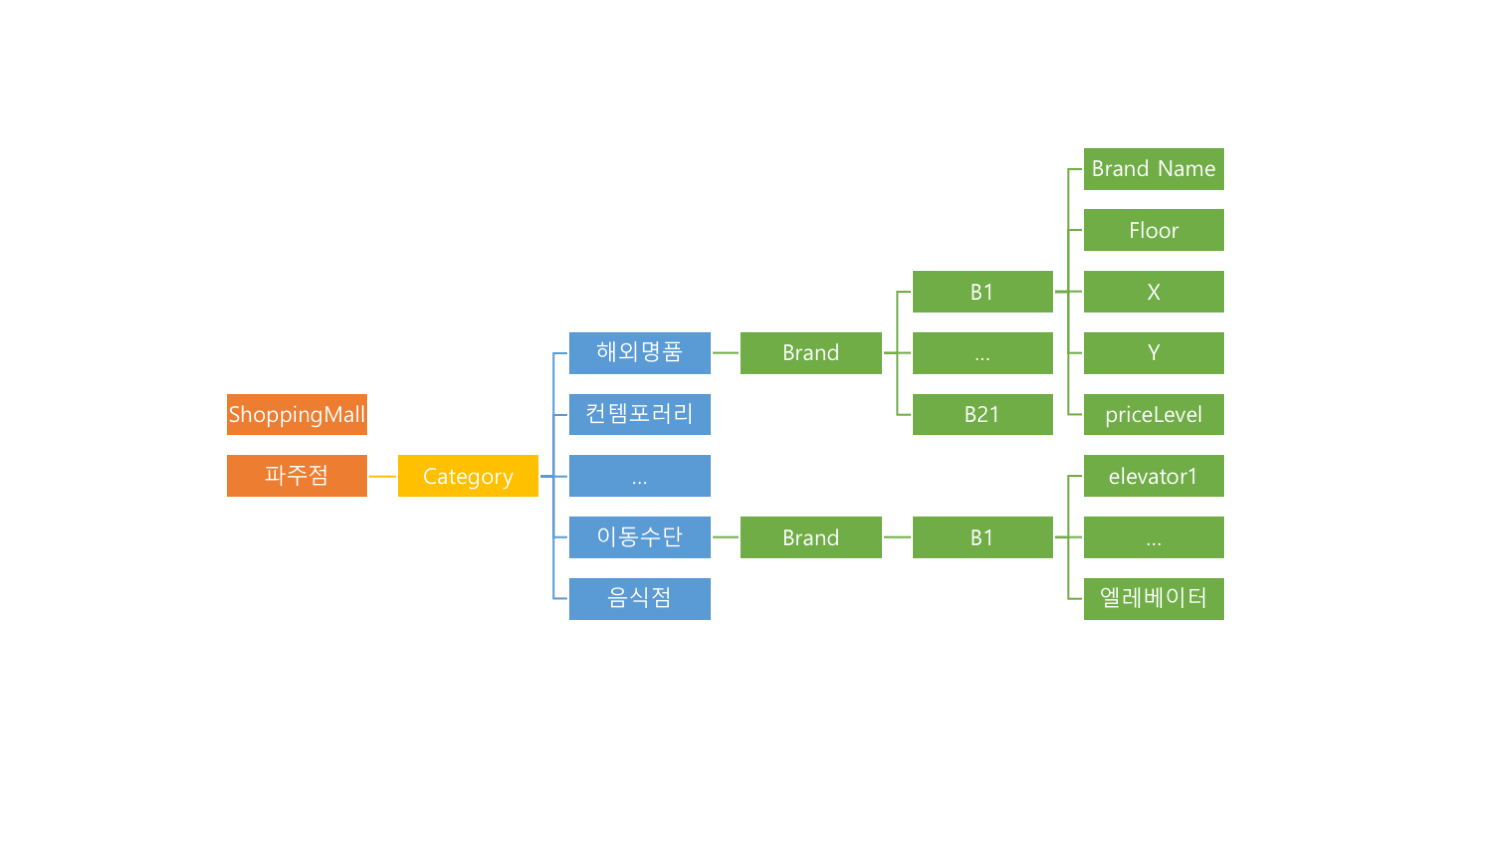 Brand Name
Floor
B1
X
해외명품
Brand
...
Y
ShoppingMall
컨템포러리
B21
priceLevel
파주점
Category
...
elevator1
이동수단
Brand
B1
...
음식점
엘레베이터